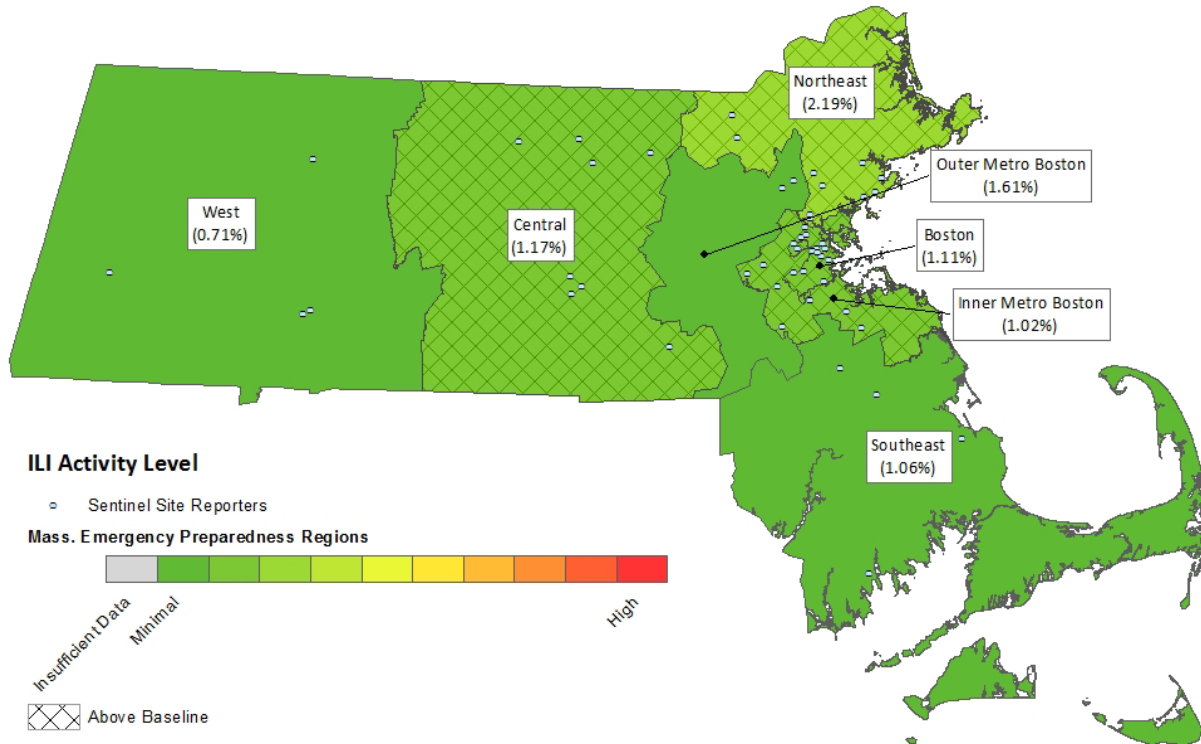 Northeast
(2.19%)
Outer Metro Boston
(1.61%)
West
(0.71%)
Central
(1.17%)
Boston
(1.11%)
Inner Metro Boston
(1.02%)
Southeast
(1.06%)
ILI Activity Level
Sentinel Site Reporters
Mass. Emergency Preparedness Regions
Insufficient Data
Minimal
High
Above Baseline